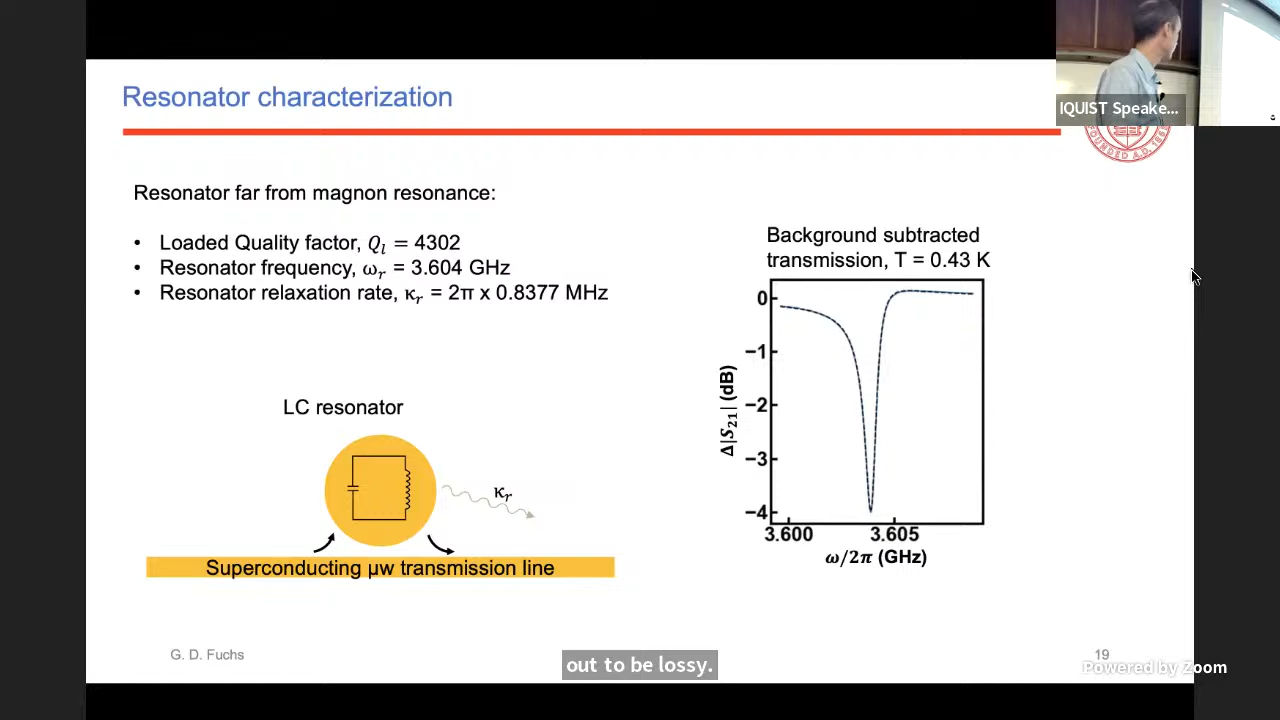 Resonator characterization
IQUIST Speake...
FOUNDED A.D.
Resonator far from magnon resonance:
• Loaded Quality factor, Q_l = 4302
• Resonator frequency, ω_r = 3.604 GHz
• Resonator relaxation rate, κ_r = 2π x 0.8377 MHz
Background subtracted
transmission, T = 0.43 K
0
−1
−2
−3
−4
Δ|S₂₁| (dB)
3.600 3.605
ω/2π (GHz)
LC resonator
κ_r
Superconducting μw transmission line
G. D. Fuchs
out to be lossy.
19
Powered by Zoom